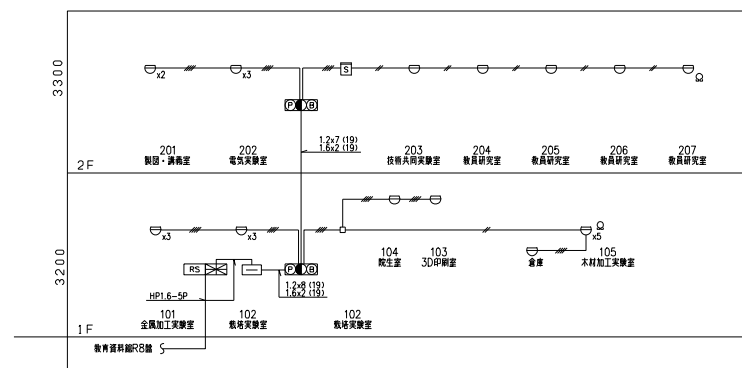 3300
x2
x3
S
P B
1.2x7 (19)
1.6x2 (19)
201
製図・講義室
202
電気実験室
203
技術共同実験室
204
教員研究室
205
教員研究室
206
教員研究室
207
教員研究室
2F
3200
x3
x3
x5
RS
P B
1.2x8 (19)
1.6x2 (19)
HP1.6-5P
104
院生室
103
3D印刷室
倉庫
105
木材加工実験室
101
金属加工実験室
102
栽培実験室
102
栽培実験室
1F
教育資料館R8盤